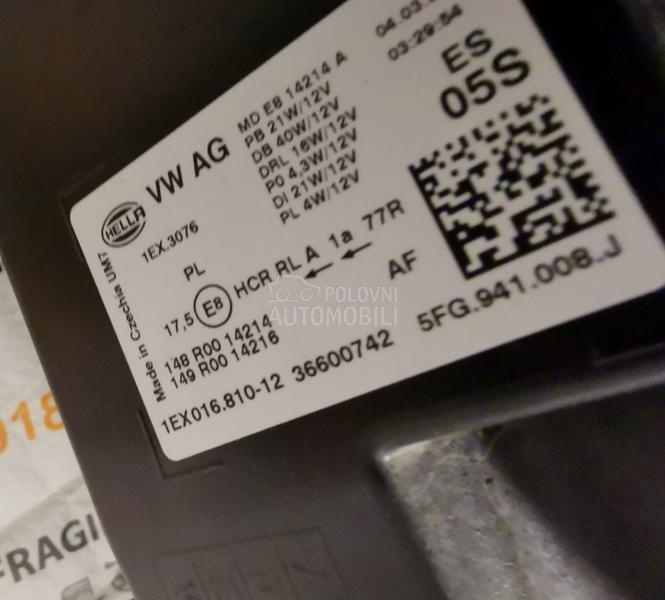 HELLA
VW AG
MD E8 14214 A
PB 21W/12V
DB 40W/12V
DRL 16W/12V
PO 4,3W/12V
DI 21W/12V
PL 4W/12V
04.03.
03:29:54
ES
05S
1EX.3076
Made in Czechia UM7
PL
17,5 E8 HCR RL A 1a 77R
AF
148 R00 14214
149 R00 14216
1EX016.810-12 36600742 5FG.941.008.J
POLOVNI
AUTOMOBILI
018
FRAGI